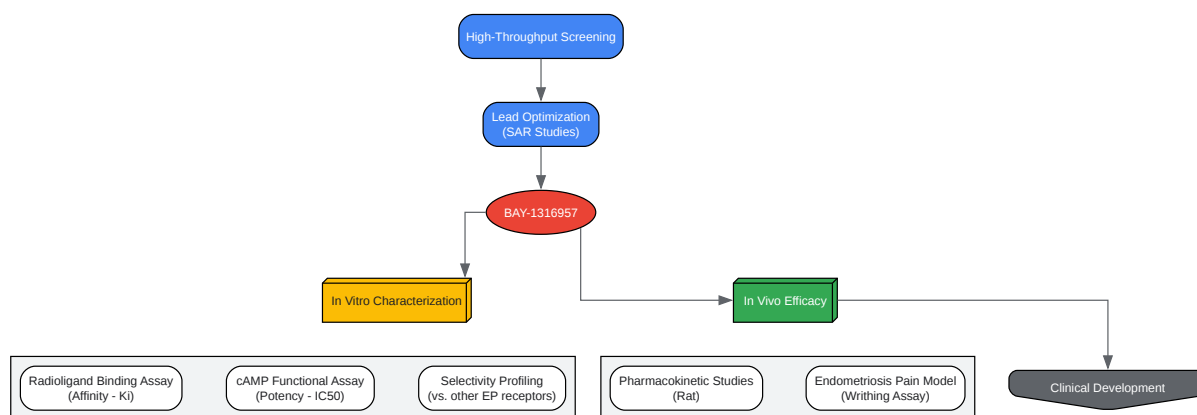 High-Throughput Screening
Lead Optimization
(SAR Studies)
BAY-1316957
In Vitro Characterization
In Vivo Efficacy
Radioligand Binding Assay
(Affinity - Ki)
cAMP Functional Assay
(Potency - IC50)
Selectivity Profiling
(vs. other EP receptors)
Pharmacokinetic Studies
(Rat)
Endometriosis Pain Model
(Writhing Assay)
Clinical Development